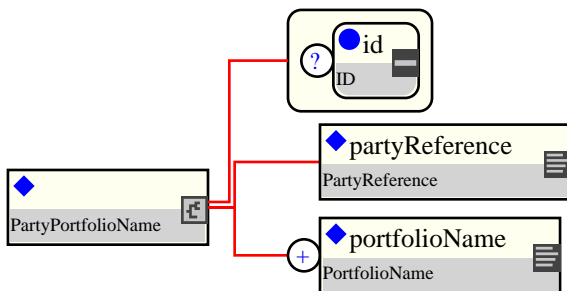 ?
id
ID
partyReference
PartyReference
PartyPortfolioName
+
portfolioName
PortfolioName